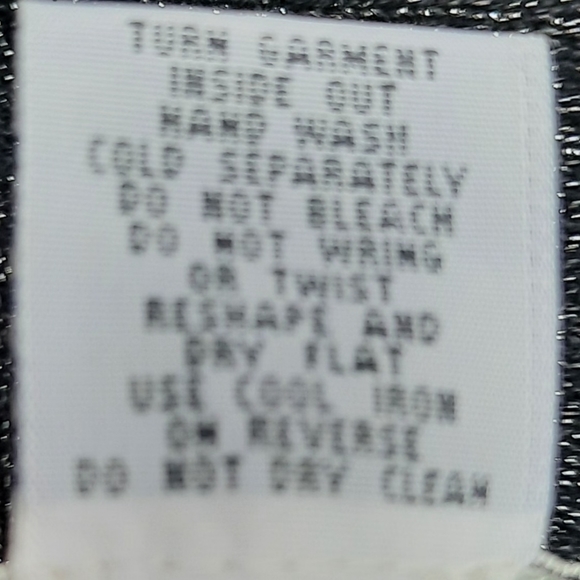 TURN GARMENT
INSIDE OUT
HAND WASH
COLD SEPARATELY
DO NOT BLEACH
DO NOT WRING
OR TWIST
RESHAPE AND
DRY FLAT
USE COOL IRON
ON REVERSE
DO NOT DRY CLEAN